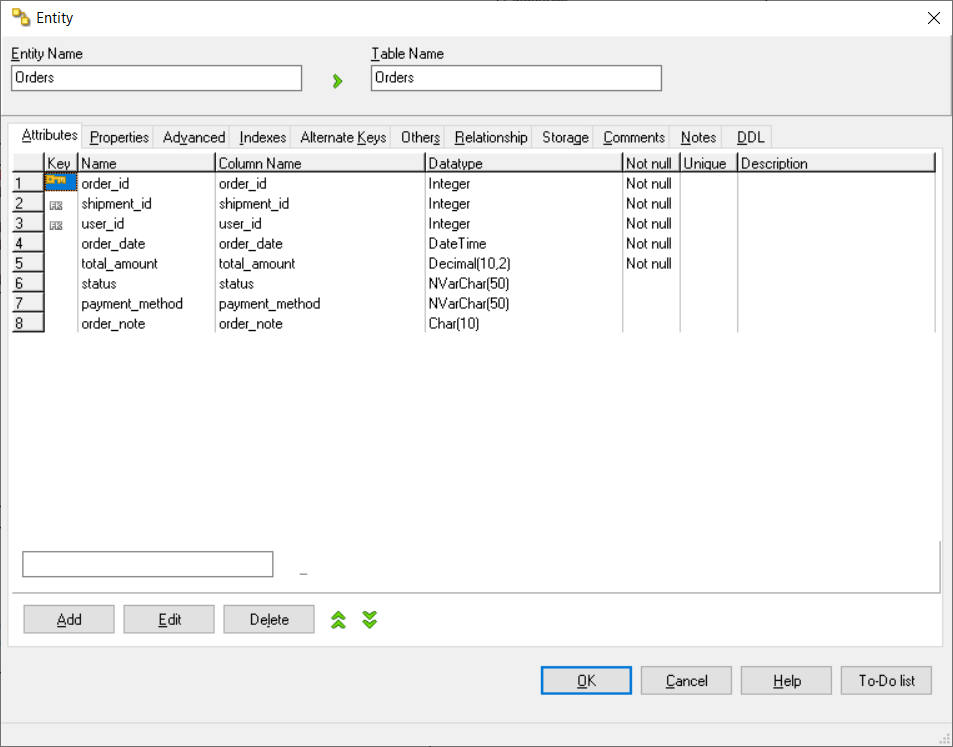 Entity
Entity Name
Table Name
Orders
Orders
Attributes Properties Advanced Indexes Alternate Keys Others Relationship Storage Comments Notes DDL
Key Name Column Name Datatype Not null Unique Description
1 order_id order_id Integer Not null
2 FK shipment_id shipment_id Integer Not null
3 FK user_id user_id Integer Not null
4 order_date order_date DateTime Not null
5 total_amount total_amount Decimal(10,2) Not null
6 status status NVarChar(50)
7 payment_method payment_method NVarChar(50)
8 order_note order_note Char(10)
_
Add Edit Delete
OK Cancel Help To-Do list